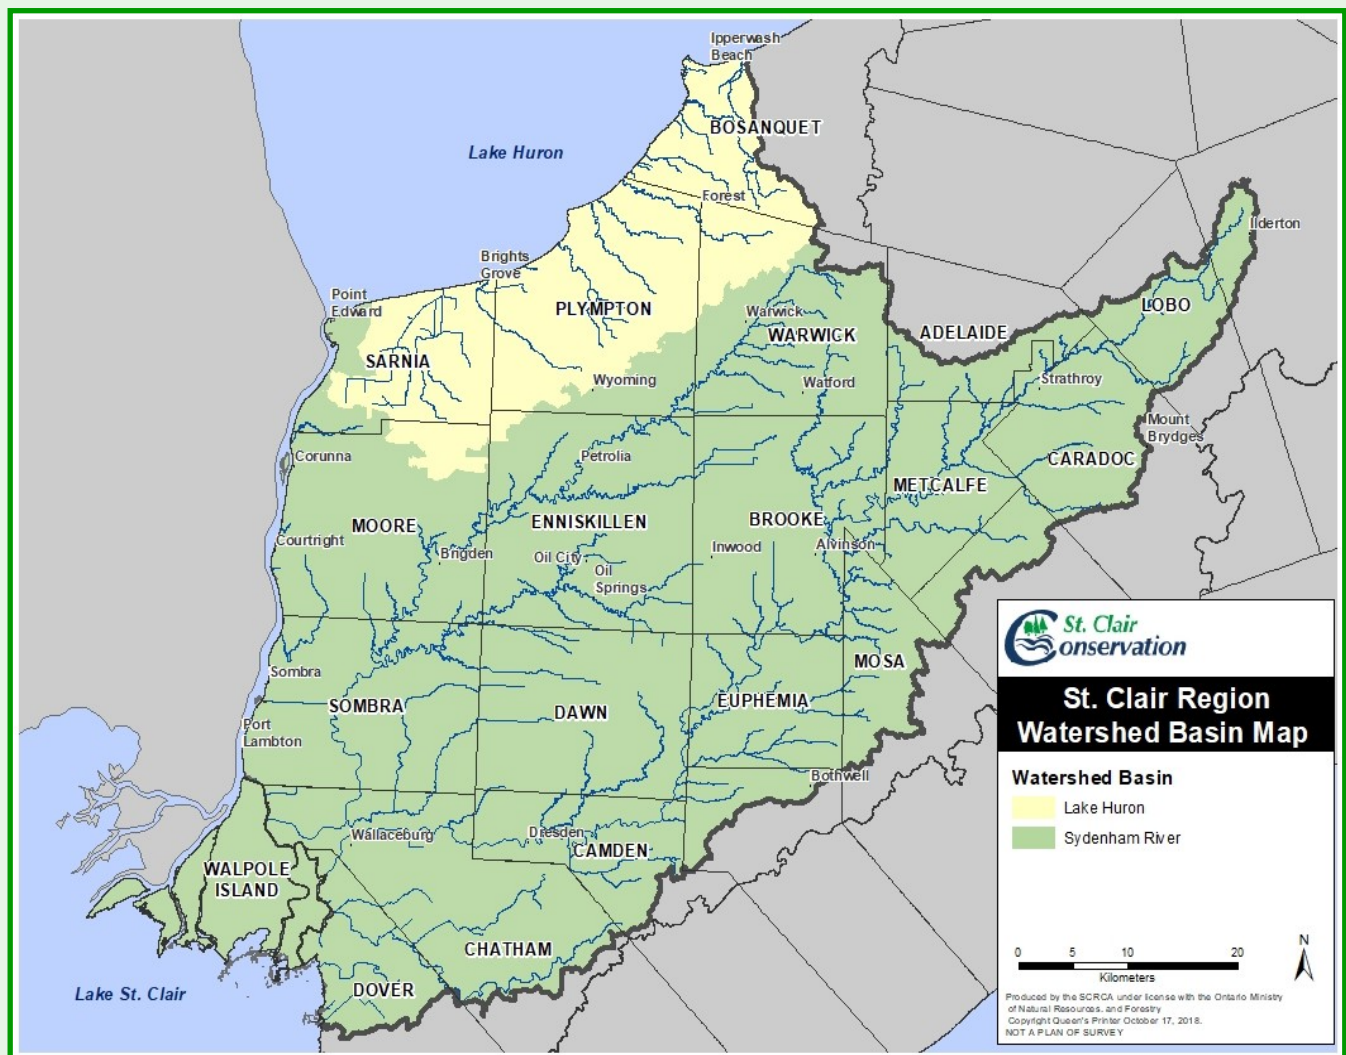 Ipperwash
Beach
BOSANQUET
Lake Huron
Forest
Ilderton
Brights
Grove
Point
Edward
PLYMPTON
LOBO
Warwick
WARWICK
ADELAIDE
SARNIA
Wyoming
Watford
Strathroy
Mount
Brydges
Corunna
Petrolia
CARADOC
METCALFE
MOORE
ENNISKILLEN
BROOKE
Courtright
Brigden
Oil City
Inwood
Alvinson
Oil
Springs
St. Clair
Conservation
Sombra
MOSA
SOMBRA
DAWN
EUPHEMIA
St. Clair Region
Watershed Basin Map
Port
Lambton
Bothwell
Watershed Basin
Lake Huron
Sydenham River
Wallaceburg
Dresden
CAMDEN
WALPOLE
ISLAND
CHATHAM
DOVER
Lake St. Clair
0 5 10 20
Kilometers
N
Produced by the SCRCA under license with the Ontario Ministry
of Natural Resources. and Forestry
Copyright Queen's Printer October 17, 2018.
NOT A PLAN OF SURVEY